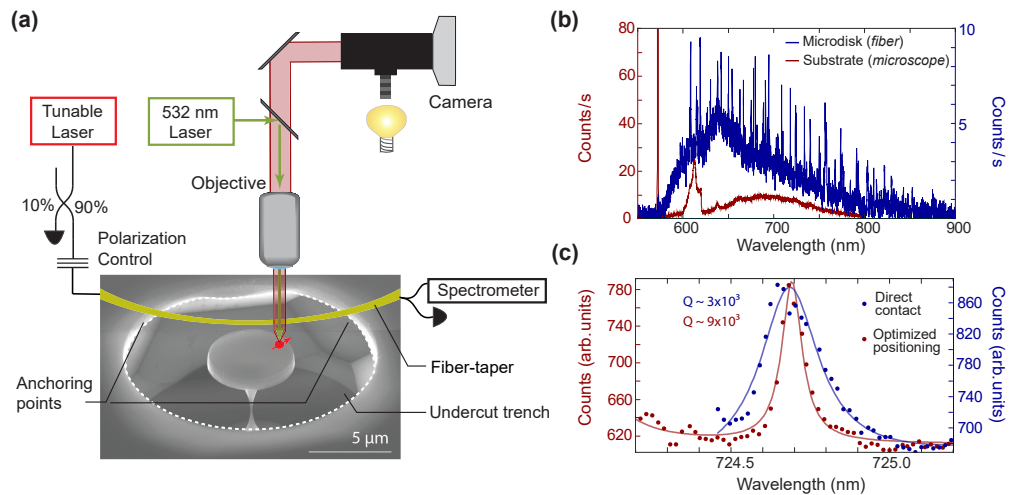 (a)
Tunable
Laser
532 nm
Laser
Camera
Objective
10%
90%
Polarization
Control
Spectrometer
Anchoring
points
Fiber-taper
Undercut trench
5 µm
(b)
Counts/s
80
60
40
20
0
Microdisk (fiber)
Substrate (microscope)
10
5
Counts/s
600
700
800
900
Wavelength (nm)
(c)
Counts (arb.units)
780
740
700
660
620
Q ~ 3x10³
Q ~ 9x10³
Direct
contact
Optimized
positioning
860
820
780
740
700
Counts (arb.units)
724.5
725.0
Wavelength (nm)